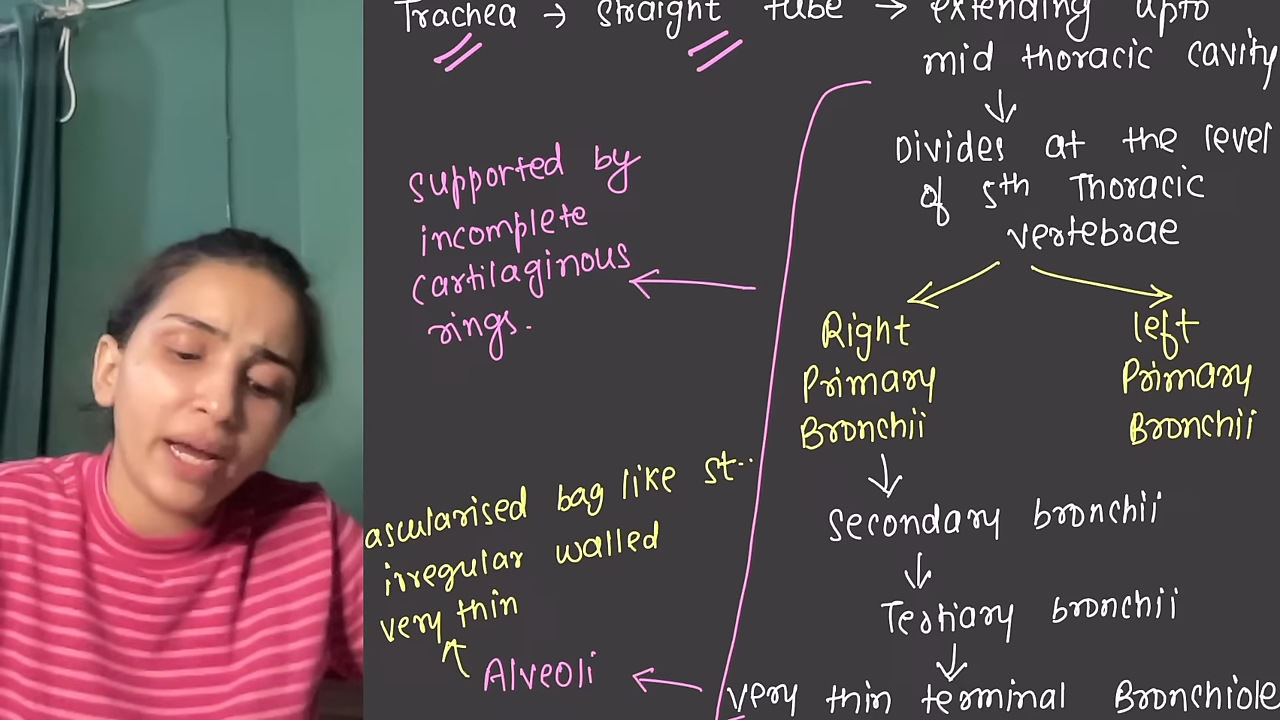 Trachea → straight tube → extending upto
mid thoracic cavity
↓
Divides at the level
of 5th Thoracic
vertebrae
Right
Primary
Bronchii
left
Primary
Bronchii
↓
Secondary bronchii
↓
Tertiary bronchii
↓
very thin terminal Bronchiole
supported by
incomplete
cartilaginous
rings.
ascularised bag like st..
irregular walled
very thin
Alveoli